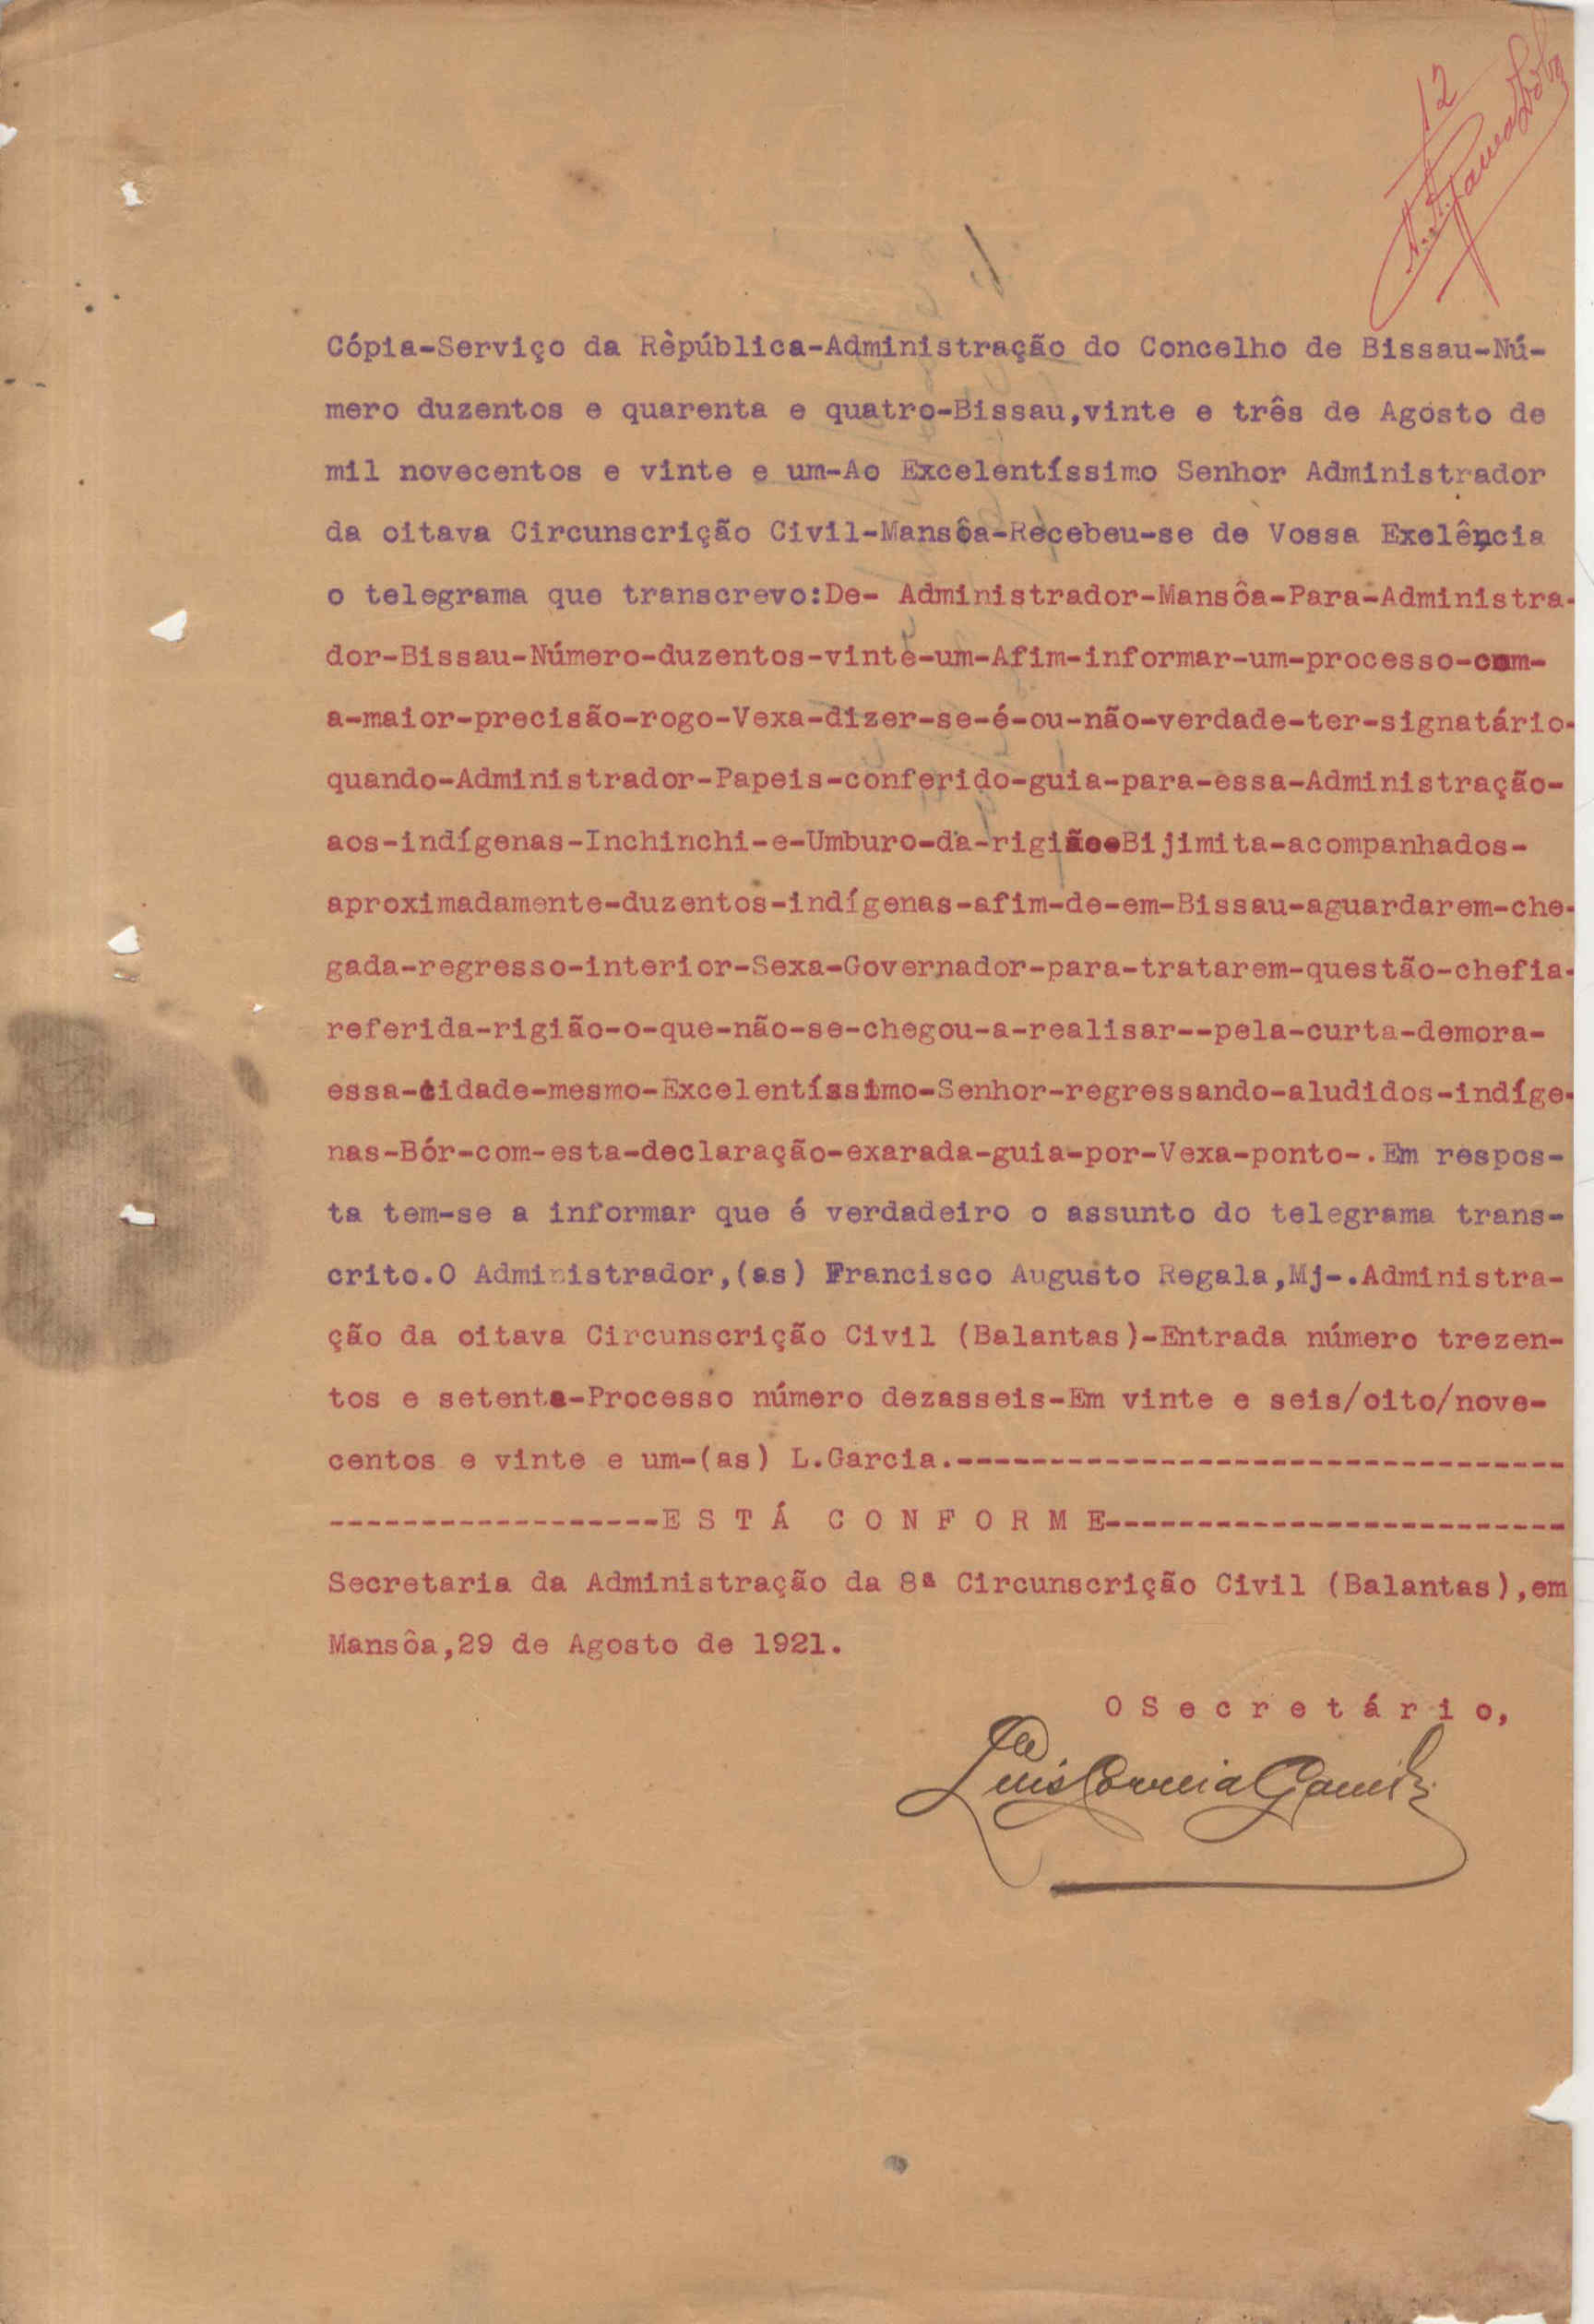 12
Cópia-Serviço da Rèpública-Administração do Concelho de Bissau-Nú-
mero duzentos e quarenta e quatro-Bissau,vinte e três de Agosto de
mil novecentos e vinte e um-Ao Excelentíssimo Senhor Administrador
da oitava Circunscrição Civil-Mansôa-Recebeu-se de Vossa Exelência
o telegrama que transcrevo:De- Administrador-Mansôa-Para-Administra-
dor-Bissau-Número-duzentos-vinte-um-Afim-informar-um-processo-com-
a-maior-precisão-rogo-Vexa-dizer-se-é-ou-não-verdade-ter-signatário-
quando-Administrador-Papeis-conferido-guia-para-essa-Administração-
aos-indígenas-Inchinchi-e-Umburo-da-rigião-Bijimita-acompanhados-
aproximadamente-duzentos-indígenas-afim-de-em-Bissau-aguardarem-che-
gada-regresso-interior-Sexa-Governador-para-tratarem-questão-chefia-
referida-rigião-o-que-não-se-chegou-a-realisar--pela-curta-demora-
essa-cidade-mesmo-Excelentíssimo-Senhor-regressando-aludidos-indíge-
nas-Bór-com-esta-declaração-exarada-guia-por-Vexa-ponto-.Em respos-
ta tem-se a informar que é verdadeiro o assunto do telegrama trans-
crito.O Administrador,(as) Francisco Augusto Regala,Mj-.Administra-
ção da oitava Circunscrição Civil (Balantas)-Entrada número trezen-
tos e setenta-Processo número dezasseis-Em vinte e seis/oito/nove-
centos e vinte e um-(as) L.Garcia.---------------------------------
------------------E S T Á C O N F O R M E-------------------------
Secretaria da Administração da 8ª Circunscrição Civil (Balantas),em
Mansôa,29 de Agosto de 1921.
O S e c r e t á r i o,
Luis Correia Garcia